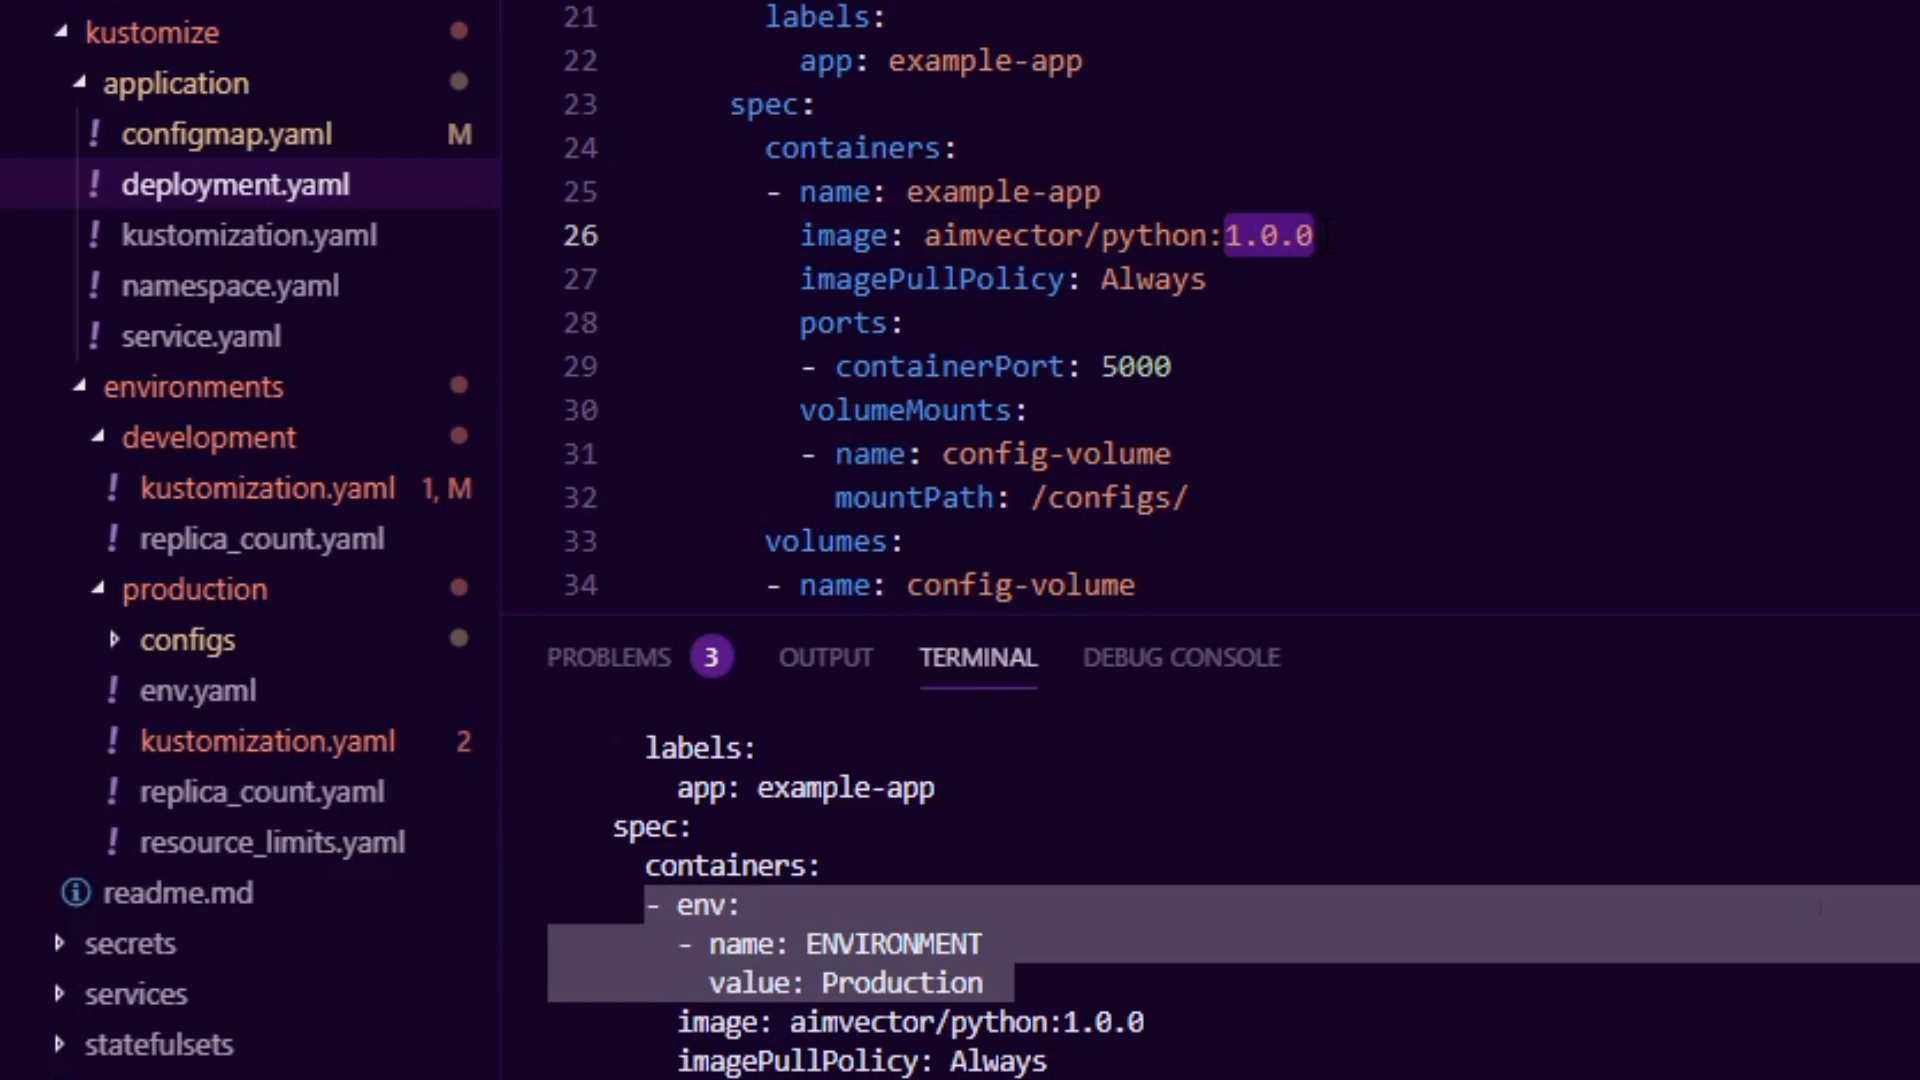 kustomize
application
! configmap.yaml M
! deployment.yaml
! kustomization.yaml
! namespace.yaml
! service.yaml
environments
development
! kustomization.yaml 1, M
! replica_count.yaml
production
configs
! env.yaml
! kustomization.yaml 2
! replica_count.yaml
! resource_limits.yaml
readme.md
secrets
services
statefulsets
21 labels:
22 app: example-app
23 spec:
24 containers:
25 - name: example-app
26 image: aimvector/python:1.0.0
27 imagePullPolicy: Always
28 ports:
29 - containerPort: 5000
30 volumeMounts:
31 - name: config-volume
32 mountPath: /configs/
33 volumes:
34 - name: config-volume
PROBLEMS 3 OUTPUT TERMINAL DEBUG CONSOLE
labels:
app: example-app
spec:
containers:
- env:
- name: ENVIRONMENT
value: Production
image: aimvector/python:1.0.0
imagePullPolicy: Always